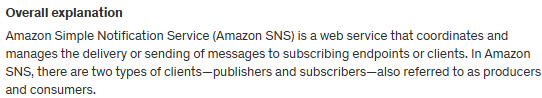 Overall explanation
Amazon Simple Notification Service (Amazon SNS) is a web service that coordinates and
manages the delivery or sending of messages to subscribing endpoints or clients. In Amazon
SNS, there are two types of clients—publishers and subscribers—also referred to as producers
and consumers.